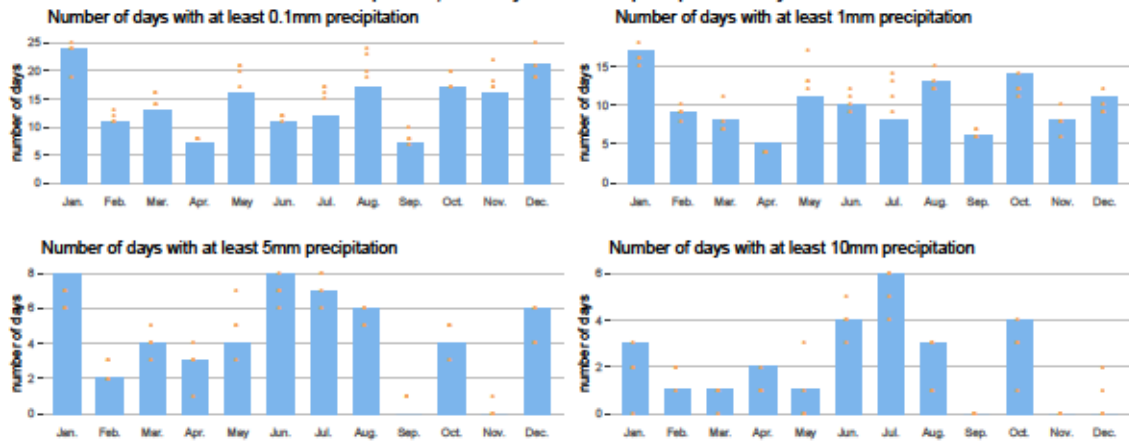 Number of days with at least 0.1mm precipitation
number of days
25
20
15
10
5
0
Jan. Feb. Mar. Apr. May Jun. Jul. Aug. Sep. Oct. Nov. Dec.
Number of days with at least 1mm precipitation
number of days
15
10
5
0
Jan. Feb. Mar. Apr. May Jun. Jul. Aug. Sep. Oct. Nov. Dec.
Number of days with at least 5mm precipitation
number of days
8
6
4
2
0
Jan. Feb. Mar. Apr. May Jun. Jul. Aug. Sep. Oct. Nov. Dec.
Number of days with at least 10mm precipitation
number of days
6
4
2
0
Jan. Feb. Mar. Apr. May Jun. Jul. Aug. Sep. Oct. Nov. Dec.